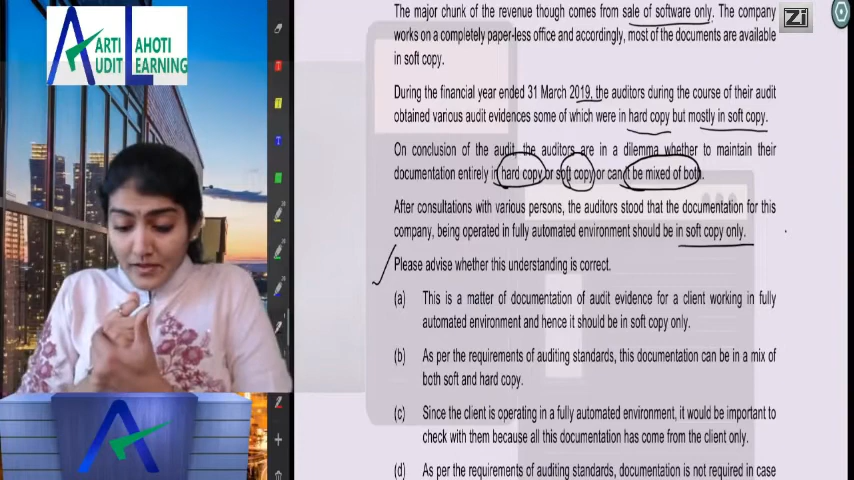 ARTI LAHOTI
AUDIT LEARNING
Zi
The major chunk of the revenue though comes from sale of software only. The company
works on a completely paper-less office and accordingly, most of the documents are available
in soft copy.
During the financial year ended 31 March 2019, the auditors during the course of their audit
obtained various audit evidences some of which were in hard copy but mostly in soft copy.
On conclusion of the audit, the auditors are in a dilemma whether to maintain their
documentation entirely in hard copy or soft copy or can it be mixed of both.
After consultations with various persons, the auditors stood that the documentation for this
company, being operated in fully automated environment should be in soft copy only.
Please advise whether this understanding is correct.
(a) This is a matter of documentation of audit evidence for a client working in fully
automated environment and hence it should be in soft copy only.
(b) As per the requirements of auditing standards, this documentation can be in a mix of
both soft and hard copy.
(c) Since the client is operating in a fully automated environment, it would be important to
check with them because all this documentation has come from the client only.
(d) As per the requirements of auditing standards, documentation is not required in case